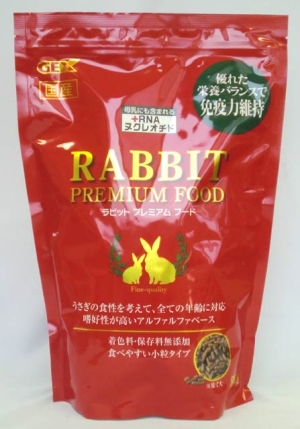 GEX
国産
優れた
栄養バランスで
免疫力維持
母乳にも含まれる
+RNA
ヌクレオチド
RABBIT
PREMIUM FOOD
ラビット プレミアム フード
Fine-quality
うさぎの食性を考えて、全ての年齢に対応
嗜好性が高いアルファルファベース
着色料・保存料無添加
食べやすい小粒タイプ